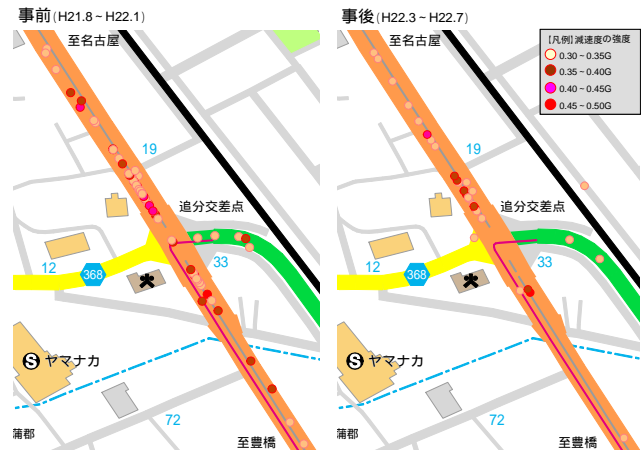 事前(H21.8~H22.1)
至名古屋
19
追分交差点
33
12
368
S ヤマナカ
72
蒲郡
至豊橋
事後(H22.3~H22.7)
至名古屋
【凡例】減速度の強度
0.30~0.35G
0.35~0.40G
0.40~0.45G
0.45~0.50G
19
追分交差点
33
12
368
S ヤマナカ
72
蒲郡
至豊橋